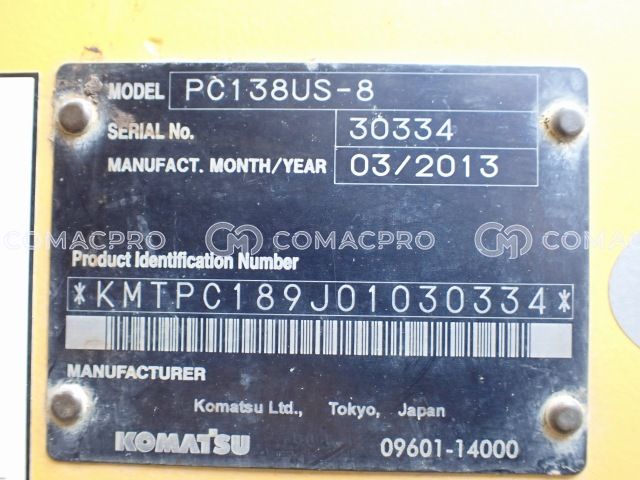 MODEL PC138US-8
SERIAL No. 30334
MANUFACT. MONTH/YEAR 03/2013
COMACPRO COMACPRO COMACPRO
Product Identification Number
*KMTPC189J01030334*
MANUFACTURER
Komatsu Ltd., Tokyo, Japan
KOMATSU 09601-14000